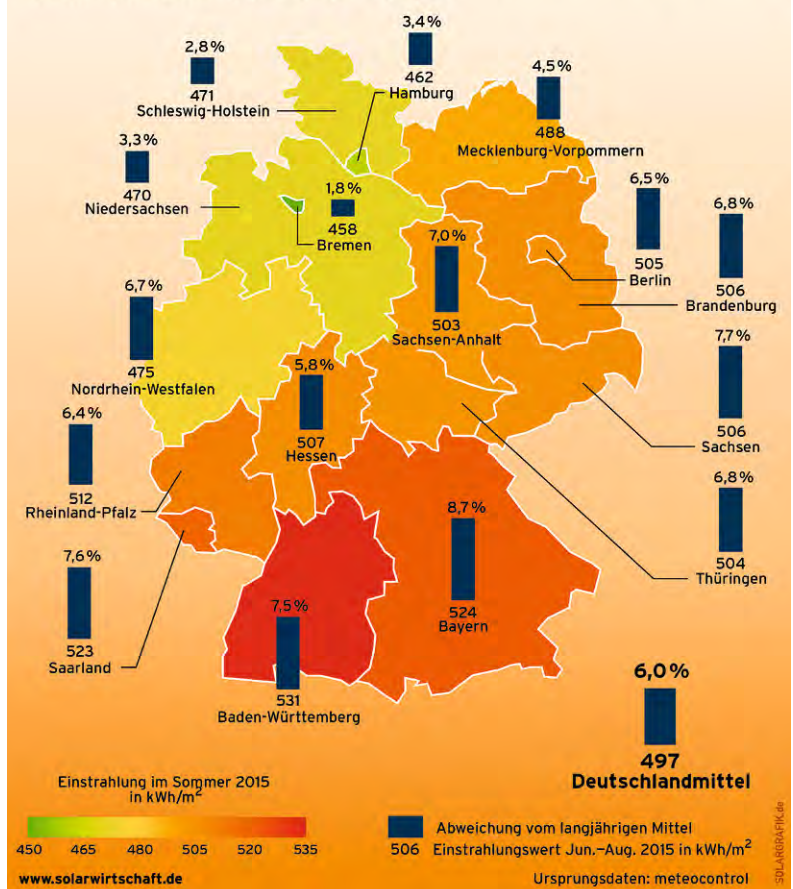 2,8%
471
Schleswig-Holstein
3,4%
462
Hamburg
4,5%
488
Mecklenburg-Vorpommern
3,3%
470
Niedersachsen
1,8%
458
Bremen
7,0%
503
Sachsen-Anhalt
6,5%
505
Berlin
6,8%
506
Brandenburg
6,7%
475
Nordrhein-Westfalen
5,8%
507
Hessen
7,7%
506
Sachsen
6,4%
512
Rheinland-Pfalz
6,8%
504
Thüringen
7,6%
523
Saarland
7,5%
531
Baden-Württemberg
8,7%
524
Bayern
6,0%
497
Deutschlandmittel
Einstrahlung im Sommer 2015
in kWh/m²
450 465 480 505 520 535
Abweichung vom langjährigen Mittel
506 Einstrahlungswert Jun.–Aug. 2015 in kWh/m²
www.solarwirtschaft.de
Ursprungsdaten: meteocontrol
SOLARGRAFIK.de